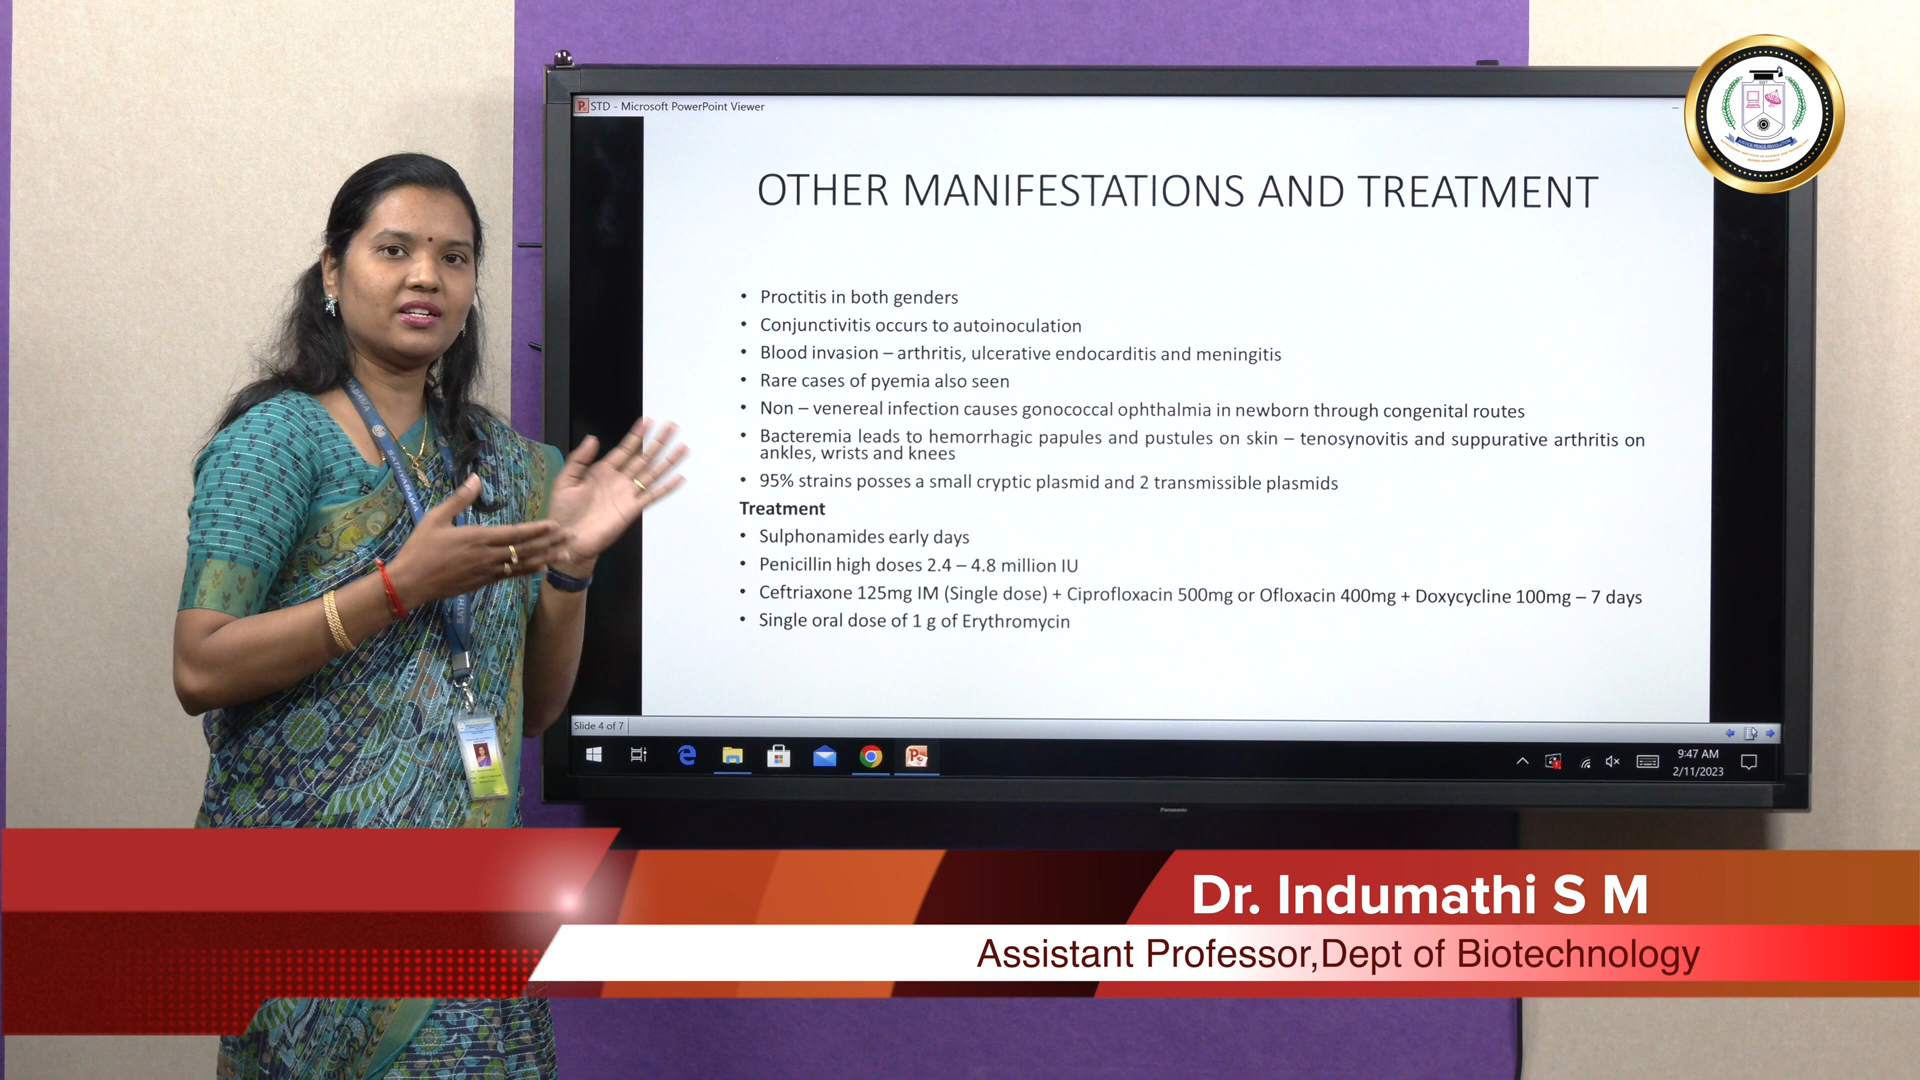 STD - Microsoft PowerPoint Viewer
OTHER MANIFESTATIONS AND TREATMENT
• Proctitis in both genders
• Conjunctivitis occurs to autoinoculation
• Blood invasion – arthritis, ulcerative endocarditis and meningitis
• Rare cases of pyemia also seen
• Non – venereal infection causes gonococcal ophthalmia in newborn through congenital routes
• Bacteremia leads to hemorrhagic papules and pustules on skin – tenosynovitis and suppurative arthritis on
ankles, wrists and knees
• 95% strains posses a small cryptic plasmid and 2 transmissible plasmids
Treatment
• Sulphonamides early days
• Penicillin high doses 2.4 – 4.8 million IU
• Ceftriaxone 125mg IM (Single dose) + Ciprofloxacin 500mg or Ofloxacin 400mg + Doxycycline 100mg – 7 days
• Single oral dose of 1 g of Erythromycin
Slide 4 of 7
9:47 AM
2/11/2023
Panasonic
SATHYABAMA
Dr. Indumathi S M
Assistant Professor,Dept of Biotechnology